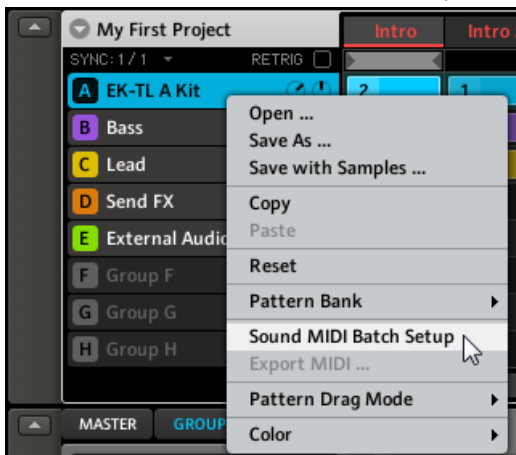 My First Project
Intro
Intro
SYNC: 1 / 1
RETRIG
A EK-TL A Kit
2
1
B Bass
C Lead
D Send FX
E External Audio
F Group F
G Group G
H Group H
Open ...
Save As ...
Save with Samples ...
Copy
Paste
Reset
Pattern Bank
Sound MIDI Batch Setup
Export MIDI ...
Pattern Drag Mode
Color
MASTER
GROUP